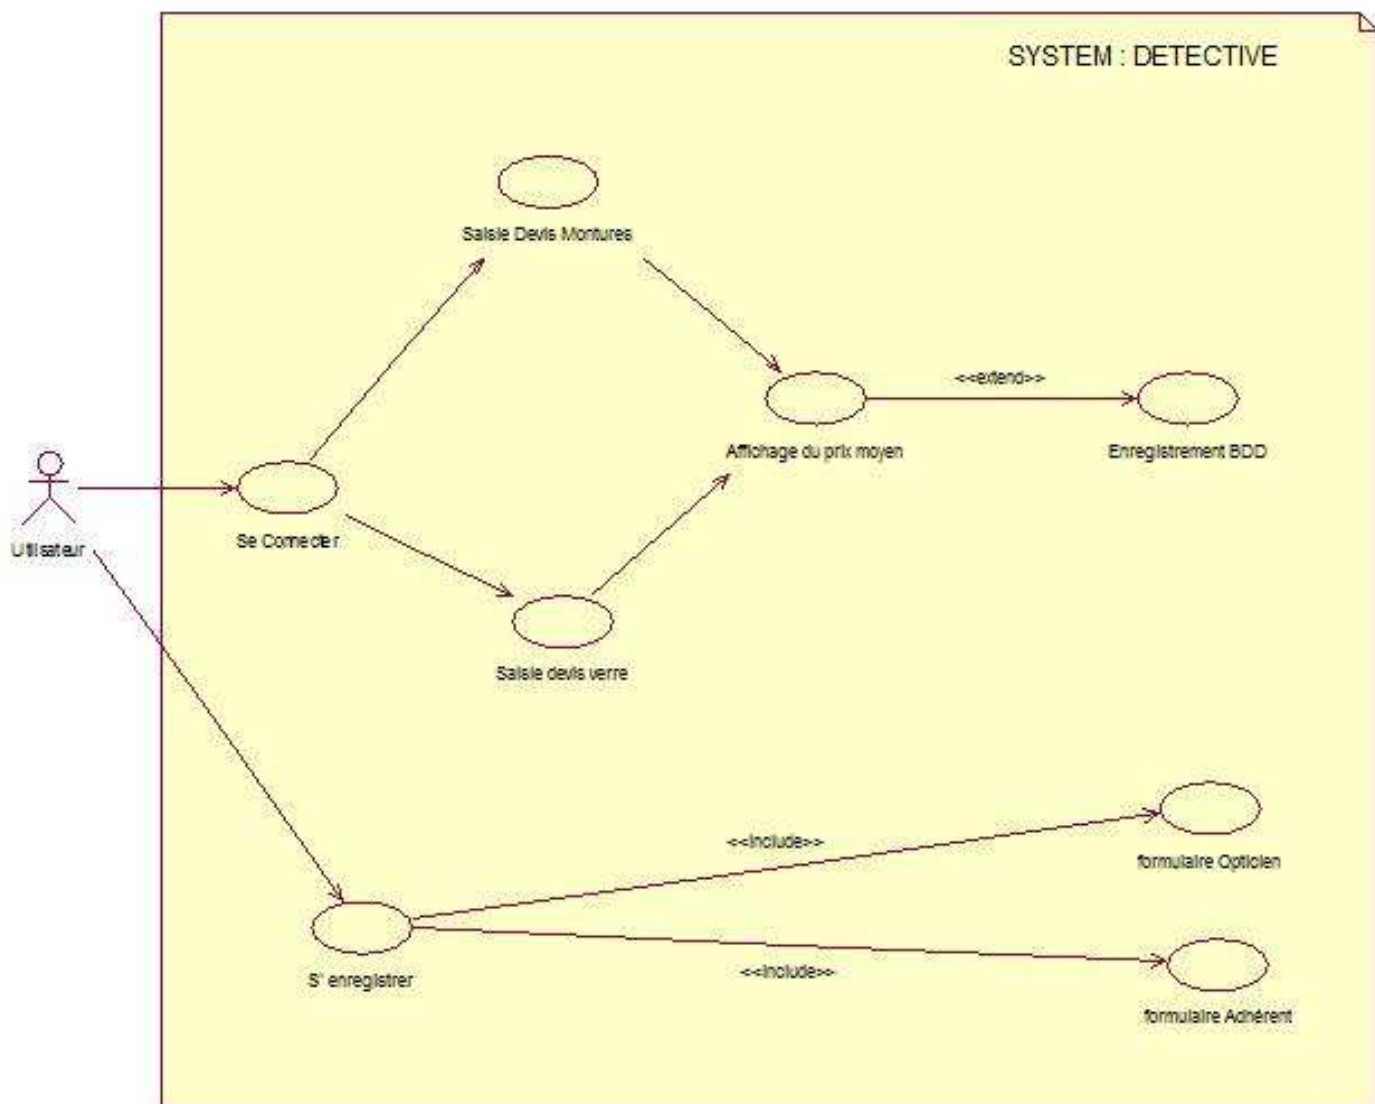 SYSTEM : DETECTIVE
Saisie Devis Montures
<<extend>>
Affichage du prix moyen
Enregistrement BDD
Se Connecter
Utilisateur
Saisie devis verre
<<include>>
formulaire Opticien
<<include>>
S' enregistrer
formulaire Adhérent